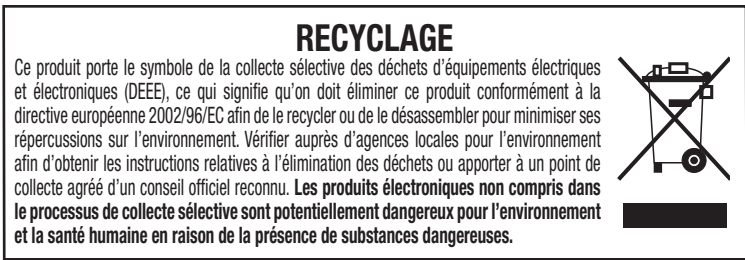 RECYCLAGE
Ce produit porte le symbole de la collecte sélective des déchets d'équipements électriques
et électroniques (DEEE), ce qui signifie qu'on doit éliminer ce produit conformément à la
directive européenne 2002/96/EC afin de le recycler ou de le désassembler pour minimiser ses
répercussions sur l'environnement. Vérifier auprès d'agences locales pour l'environnement
afin d'obtenir les instructions relatives à l'élimination des déchets ou apporter à un point de
collecte agréé d'un conseil officiel reconnu. Les produits électroniques non compris dans
le processus de collecte sélective sont potentiellement dangereux pour l'environnement
et la santé humaine en raison de la présence de substances dangereuses.